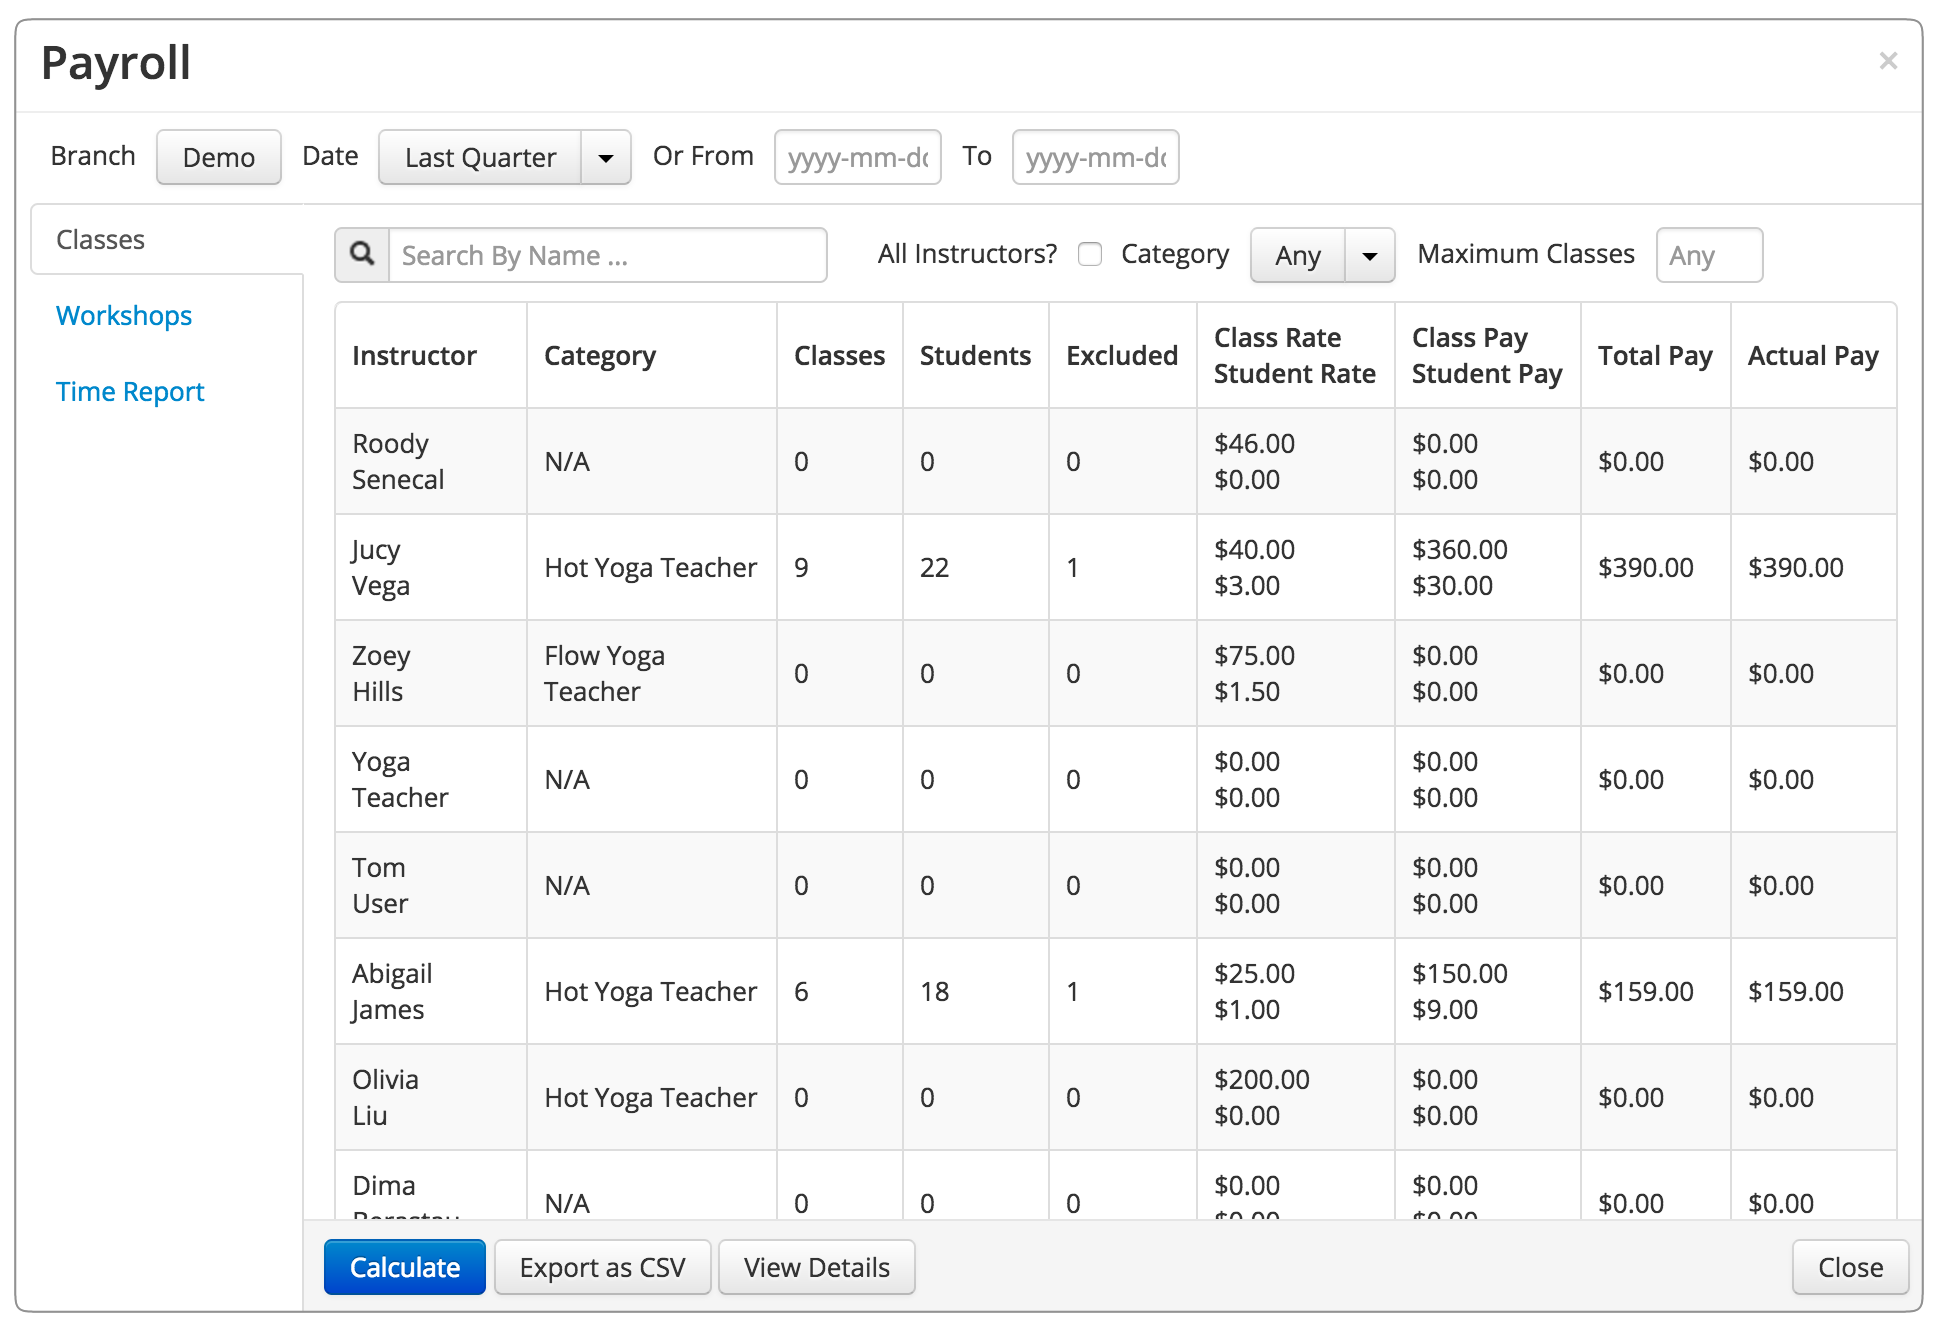 Payroll
×
Branch Demo Date Last Quarter Or From yyyy-mm-dd To yyyy-mm-dd
Classes
Workshops
Time Report
Search By Name ... All Instructors? Category Any Maximum Classes Any
Instructor Category Classes Students Excluded Class Rate Student Rate Class Pay Student Pay Total Pay Actual Pay
Roody Senecal N/A 0 0 0 $46.00 $0.00 $0.00 $0.00 $0.00 $0.00
Jucy Vega Hot Yoga Teacher 9 22 1 $40.00 $3.00 $360.00 $30.00 $390.00 $390.00
Zoey Hills Flow Yoga Teacher 0 0 0 $75.00 $1.50 $0.00 $0.00 $0.00 $0.00
Yoga Teacher N/A 0 0 0 $0.00 $0.00 $0.00 $0.00 $0.00 $0.00
Tom User N/A 0 0 0 $0.00 $0.00 $0.00 $0.00 $0.00 $0.00
Abigail James Hot Yoga Teacher 6 18 1 $25.00 $1.00 $150.00 $9.00 $159.00 $159.00
Olivia Liu Hot Yoga Teacher 0 0 0 $200.00 $0.00 $0.00 $0.00 $0.00 $0.00
Dima N/A 0 0 0 $0.00 $0.00 $0.00 $0.00 $0.00 $0.00
Calculate Export as CSV View Details Close